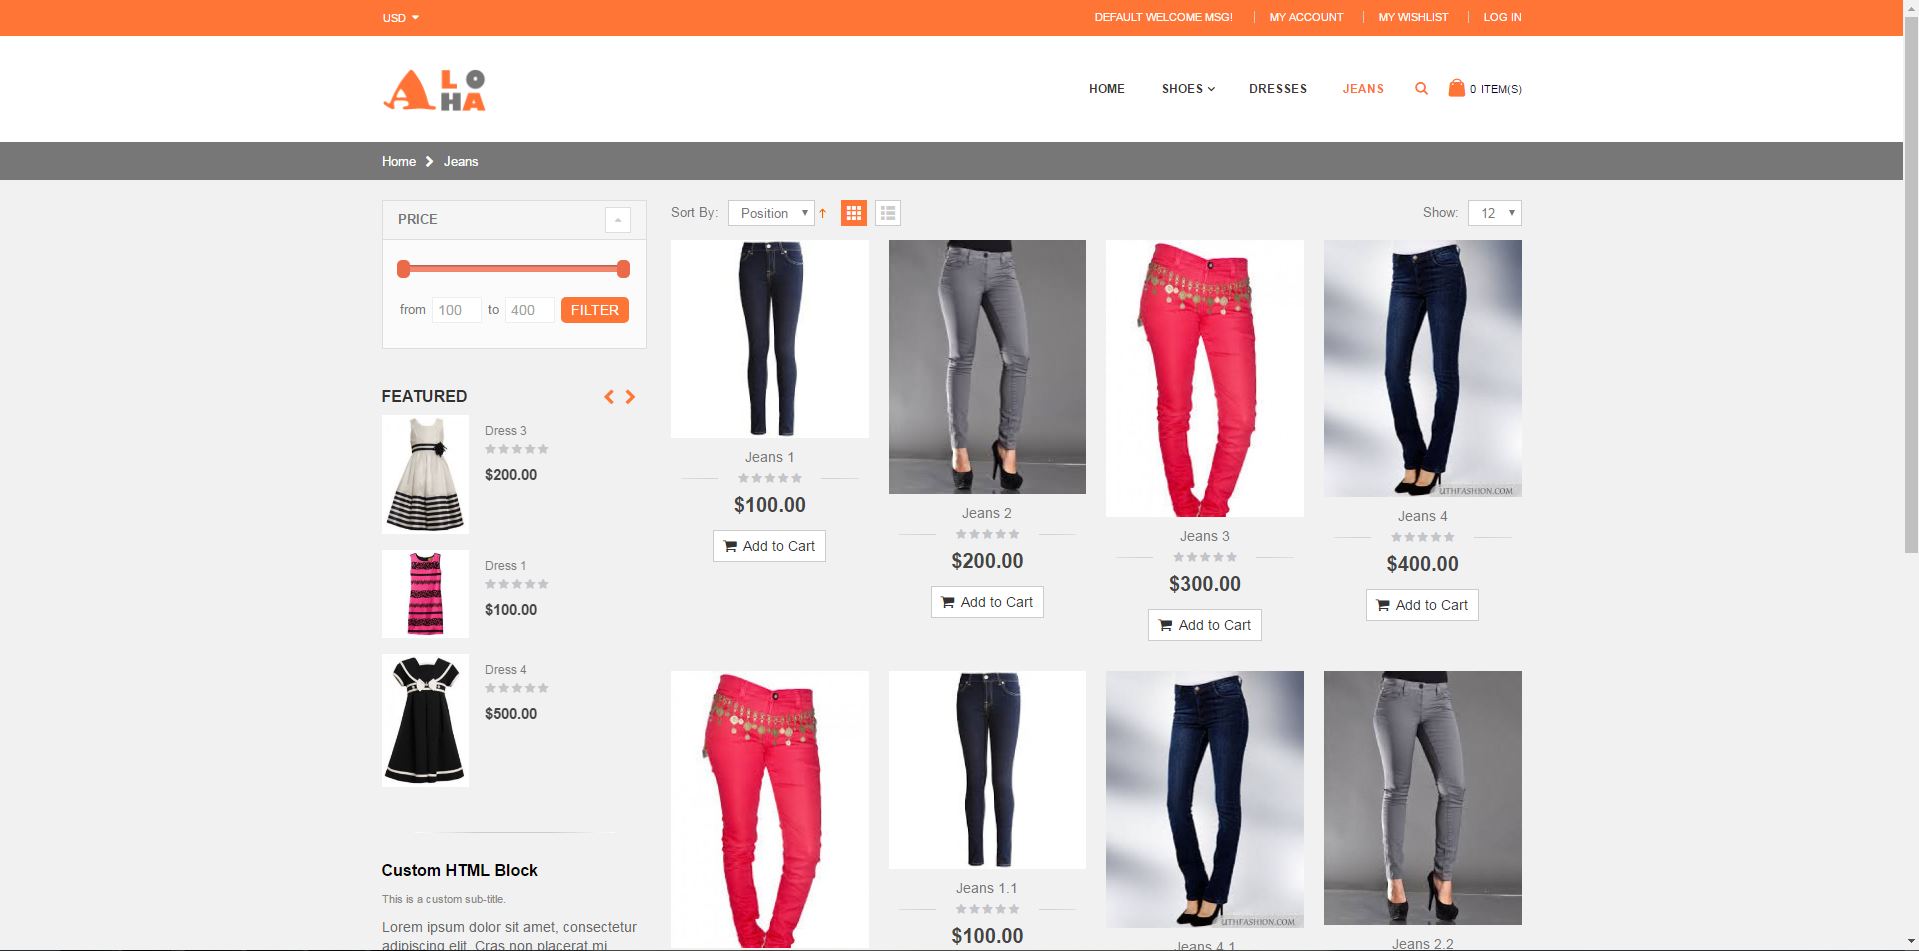 USD
DEFAULT WELCOME MSG!
MY ACCOUNT
MY WISHLIST
LOG IN
ALOHA
HOME
SHOES
DRESSES
JEANS
0 ITEM(S)
Home
Jeans
PRICE
from 100 to 400 FILTER
Sort By: Position
Show: 12
FEATURED
Dress 3
$200.00
Dress 1
$100.00
Dress 4
$500.00
Custom HTML Block
This is a custom sub-title.
Lorem ipsum dolor sit amet, consectetur
adipiscing elit. Cras non placerat mi.
Jeans 1
$100.00
Add to Cart
Jeans 2
$200.00
Add to Cart
Jeans 3
$300.00
Add to Cart
UTHFASHION.COM
Jeans 4
$400.00
Add to Cart
Jeans 1.1
$100.00
UTHFASHION.COM
Jeans 4.1
Jeans 2.2